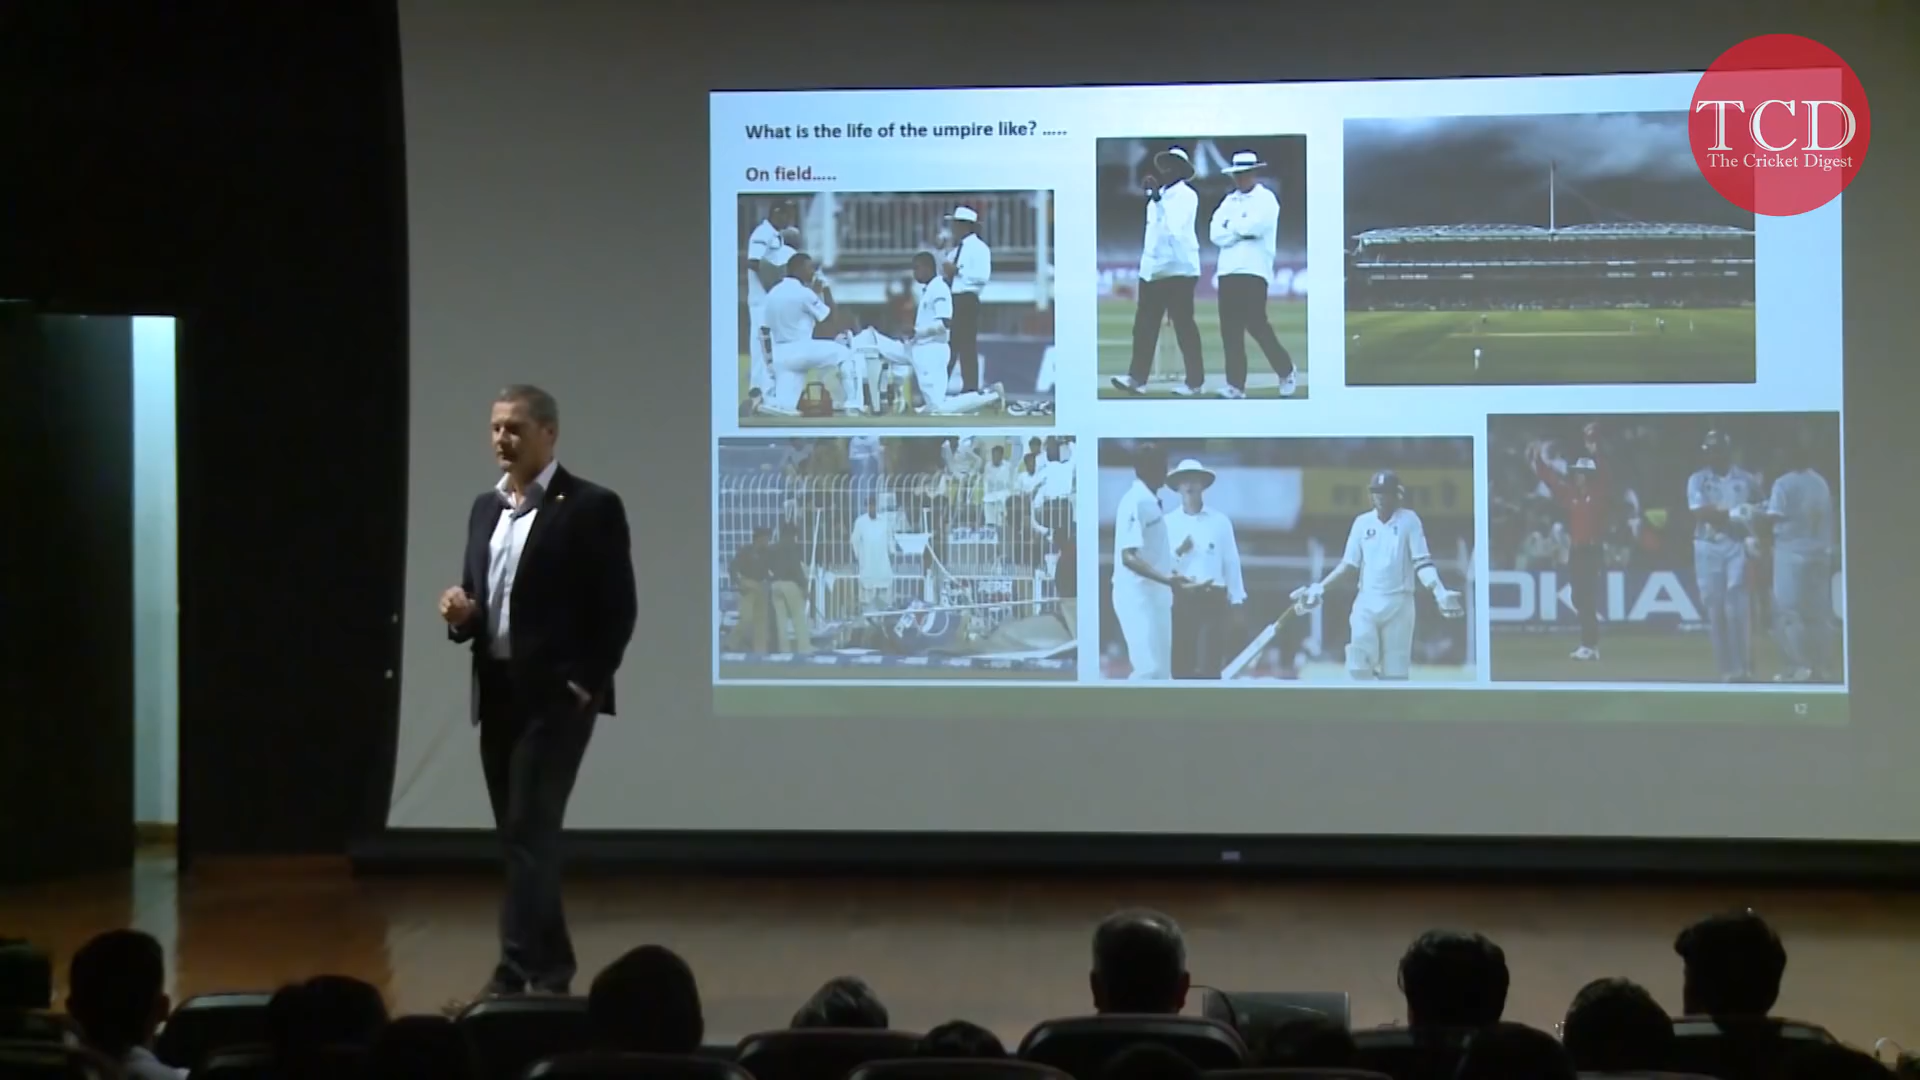 What is the life of the umpire like? .....
On field.....
TCD
The Cricket Digest
OKIA
12